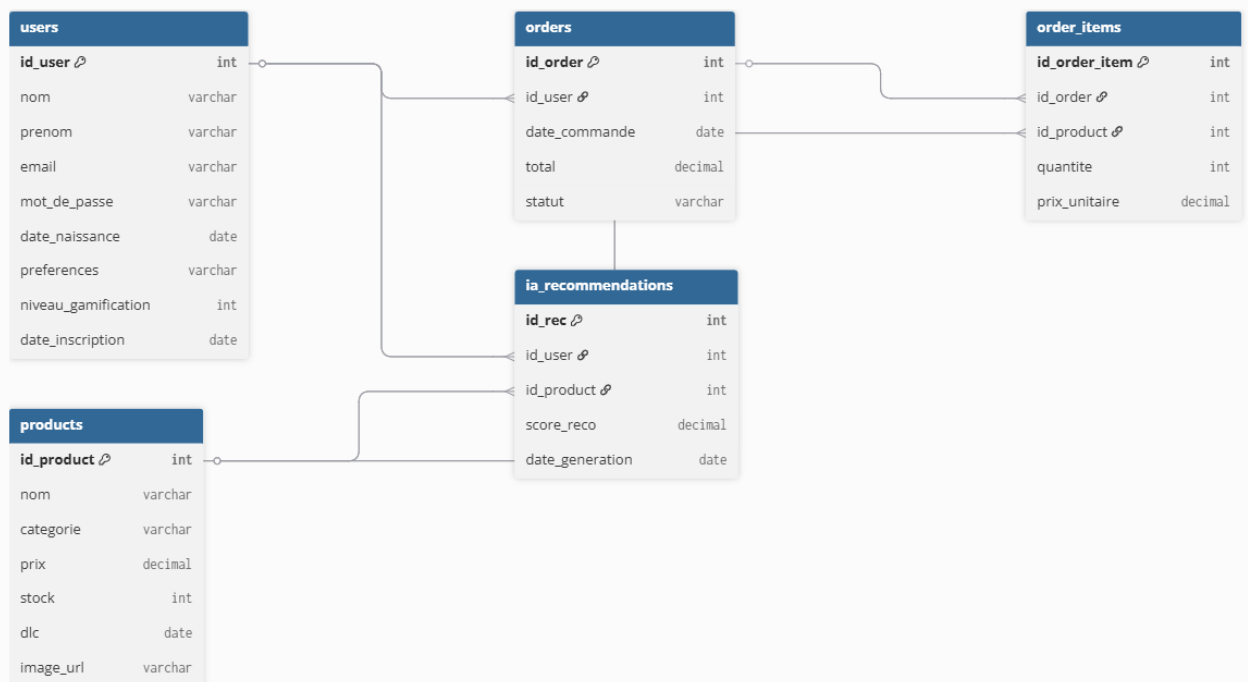 users
id_user int
nom varchar
prenom varchar
email varchar
mot_de_passe varchar
date_naissance date
preferences varchar
niveau_gamification int
date_inscription date
orders
id_order int
id_user int
date_commande date
total decimal
statut varchar
order_items
id_order_item int
id_order int
id_product int
quantite int
prix_unitaire decimal
ia_recommendations
id_rec int
id_user int
id_product int
score_reco decimal
date_generation date
products
id_product int
nom varchar
categorie varchar
prix decimal
stock int
dlc date
image_url varchar